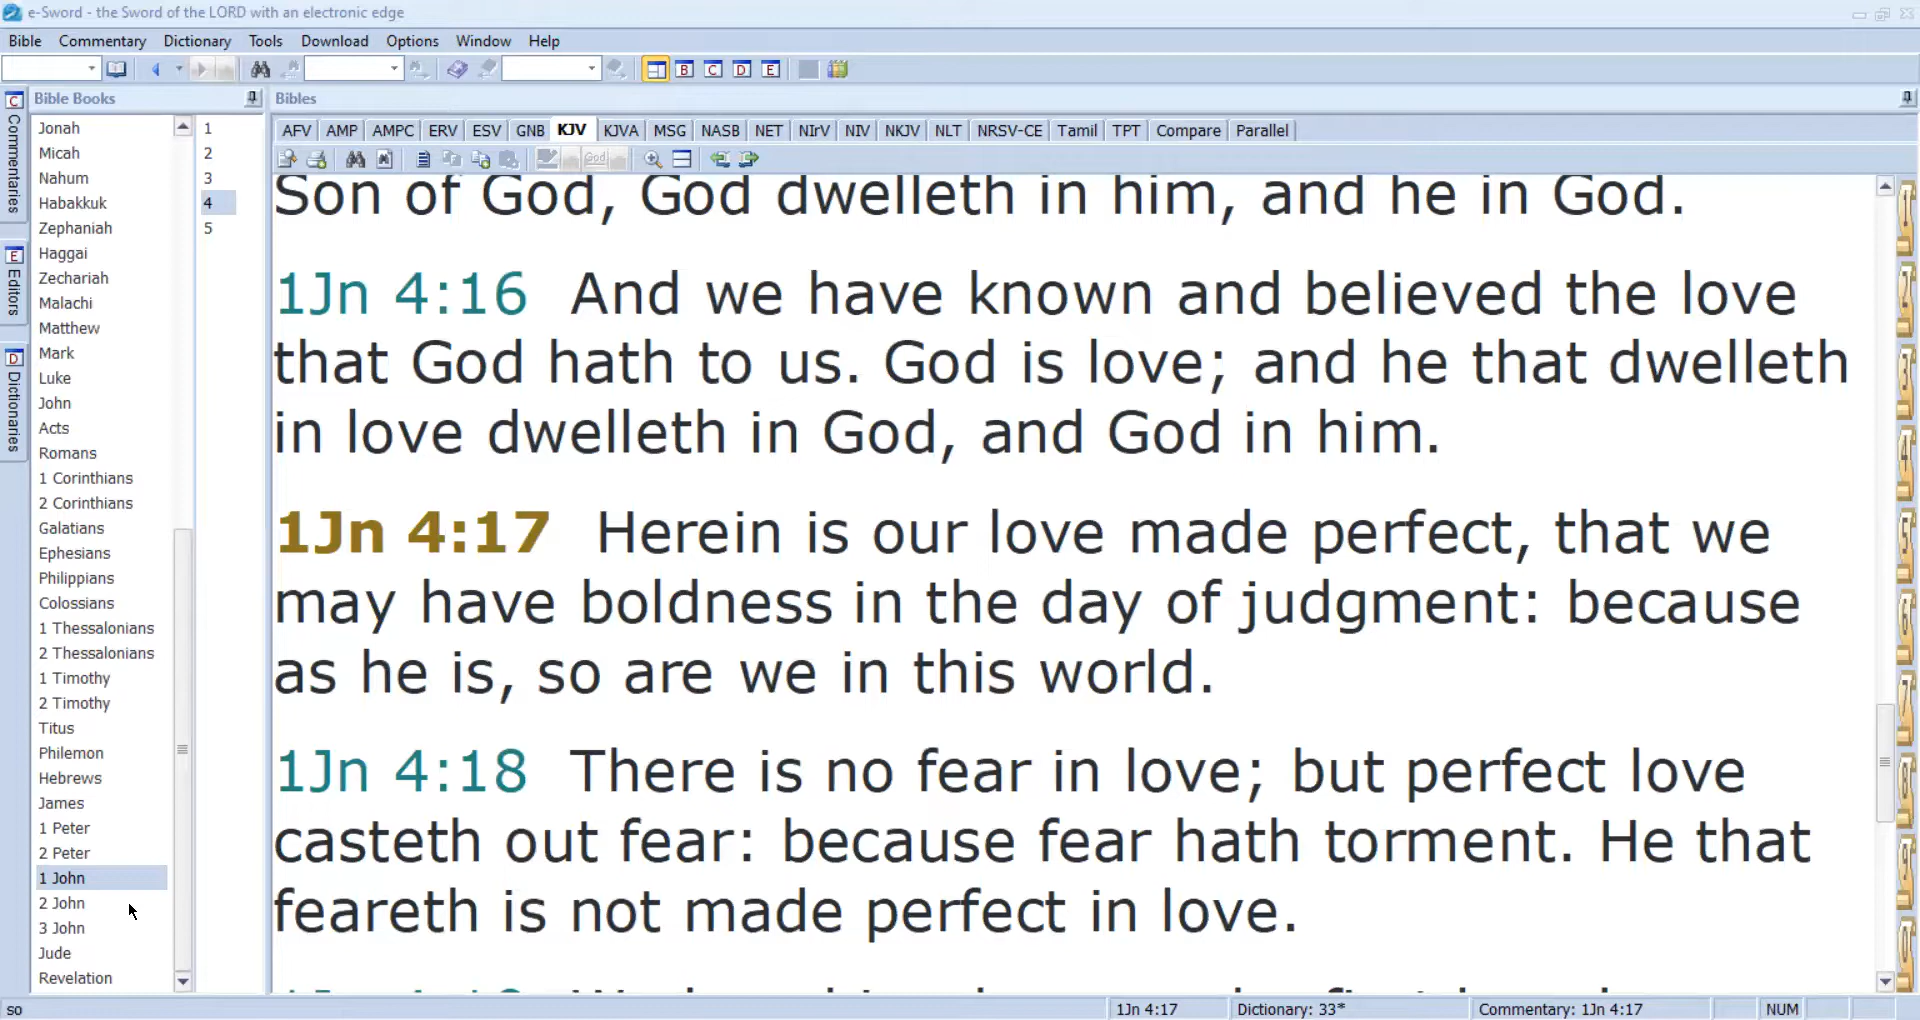 e-Sword - the Sword of the LORD with an electronic edge
Bible Commentary Dictionary Tools Download Options Window Help
B C D E
C Commentaries
E Editors
D Dictionaries
Bible Books
Jonah
Micah
Nahum
Habakkuk
Zephaniah
Haggai
Zechariah
Malachi
Matthew
Mark
Luke
John
Acts
Romans
1 Corinthians
2 Corinthians
Galatians
Ephesians
Philippians
Colossians
1 Thessalonians
2 Thessalonians
1 Timothy
2 Timothy
Titus
Philemon
Hebrews
James
1 Peter
2 Peter
1 John
2 John
3 John
Jude
Revelation
1
2
3
4
5
Bibles
AFV AMP AMPC ERV ESV GNB KJV KJVA MSG NASB NET NIrV NIV NKJV NLT NRSV-CE Tamil TPT Compare Parallel
God
Son of God, God dwelleth in him, and he in God.
1Jn 4:16 And we have known and believed the love
that God hath to us. God is love; and he that dwelleth
in love dwelleth in God, and God in him.
1Jn 4:17 Herein is our love made perfect, that we
may have boldness in the day of judgment: because
as he is, so are we in this world.
1Jn 4:18 There is no fear in love; but perfect love
casteth out fear: because fear hath torment. He that
feareth is not made perfect in love.
so 1Jn 4:17 Dictionary: 33* Commentary: 1Jn 4:17 NUM